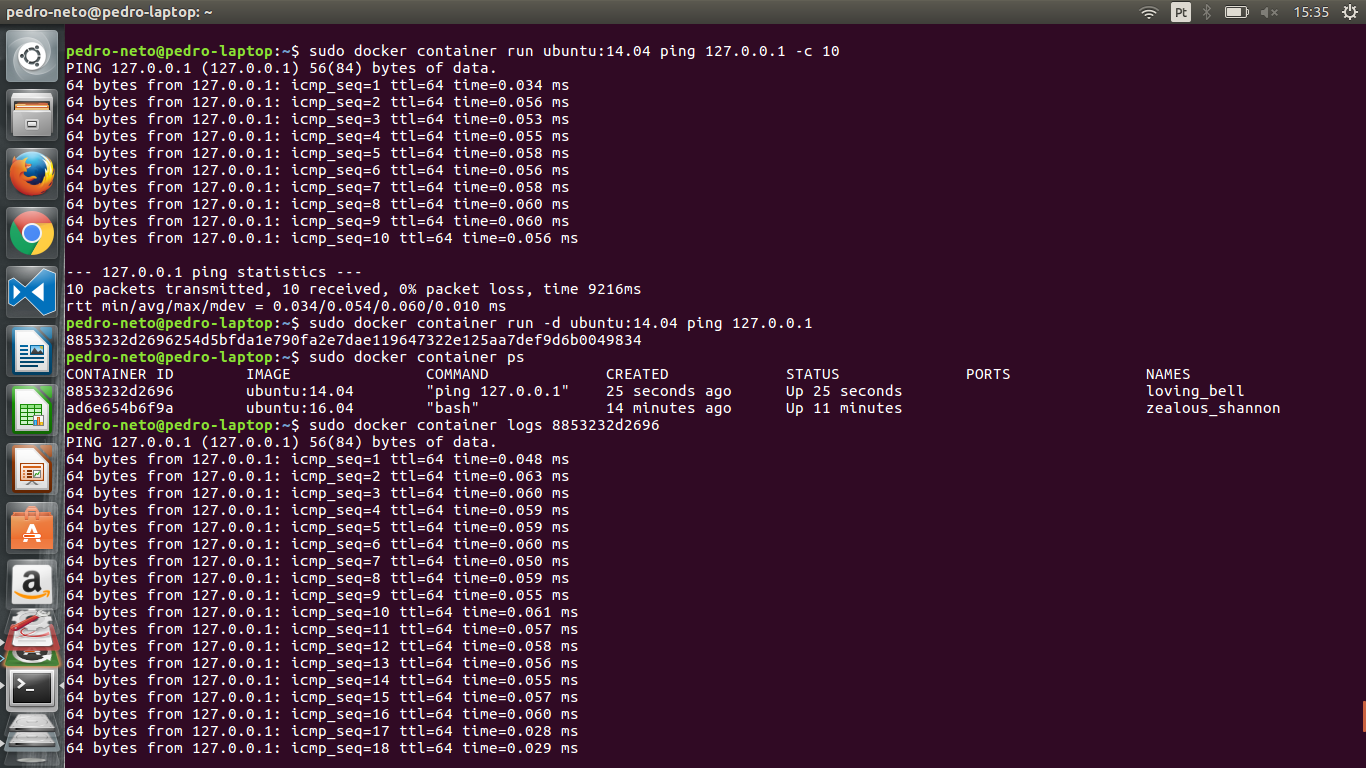 pedro-neto@pedro-laptop: ~
Pt
15:35
pedro-neto@pedro-laptop:~$ sudo docker container run ubuntu:14.04 ping 127.0.0.1 -c 10
PING 127.0.0.1 (127.0.0.1) 56(84) bytes of data.
64 bytes from 127.0.0.1: icmp_seq=1 ttl=64 time=0.034 ms
64 bytes from 127.0.0.1: icmp_seq=2 ttl=64 time=0.056 ms
64 bytes from 127.0.0.1: icmp_seq=3 ttl=64 time=0.053 ms
64 bytes from 127.0.0.1: icmp_seq=4 ttl=64 time=0.055 ms
64 bytes from 127.0.0.1: icmp_seq=5 ttl=64 time=0.058 ms
64 bytes from 127.0.0.1: icmp_seq=6 ttl=64 time=0.056 ms
64 bytes from 127.0.0.1: icmp_seq=7 ttl=64 time=0.058 ms
64 bytes from 127.0.0.1: icmp_seq=8 ttl=64 time=0.060 ms
64 bytes from 127.0.0.1: icmp_seq=9 ttl=64 time=0.060 ms
64 bytes from 127.0.0.1: icmp_seq=10 ttl=64 time=0.056 ms
--- 127.0.0.1 ping statistics ---
10 packets transmitted, 10 received, 0% packet loss, time 9216ms
rtt min/avg/max/mdev = 0.034/0.054/0.060/0.010 ms
pedro-neto@pedro-laptop:~$ sudo docker container run -d ubuntu:14.04 ping 127.0.0.1
8853232d2696254d5bfda1e790fa2e7dae119647322e125aa7def9d6b0049834
pedro-neto@pedro-laptop:~$ sudo docker container ps
CONTAINER ID IMAGE COMMAND CREATED STATUS PORTS NAMES
8853232d2696 ubuntu:14.04 "ping 127.0.0.1" 25 seconds ago Up 25 seconds loving_bell
ad6e654b6f9a ubuntu:16.04 "bash" 14 minutes ago Up 11 minutes zealous_shannon
pedro-neto@pedro-laptop:~$ sudo docker container logs 8853232d2696
PING 127.0.0.1 (127.0.0.1) 56(84) bytes of data.
64 bytes from 127.0.0.1: icmp_seq=1 ttl=64 time=0.048 ms
64 bytes from 127.0.0.1: icmp_seq=2 ttl=64 time=0.063 ms
64 bytes from 127.0.0.1: icmp_seq=3 ttl=64 time=0.060 ms
64 bytes from 127.0.0.1: icmp_seq=4 ttl=64 time=0.059 ms
64 bytes from 127.0.0.1: icmp_seq=5 ttl=64 time=0.059 ms
64 bytes from 127.0.0.1: icmp_seq=6 ttl=64 time=0.060 ms
64 bytes from 127.0.0.1: icmp_seq=7 ttl=64 time=0.050 ms
64 bytes from 127.0.0.1: icmp_seq=8 ttl=64 time=0.059 ms
64 bytes from 127.0.0.1: icmp_seq=9 ttl=64 time=0.055 ms
64 bytes from 127.0.0.1: icmp_seq=10 ttl=64 time=0.061 ms
64 bytes from 127.0.0.1: icmp_seq=11 ttl=64 time=0.057 ms
64 bytes from 127.0.0.1: icmp_seq=12 ttl=64 time=0.058 ms
64 bytes from 127.0.0.1: icmp_seq=13 ttl=64 time=0.056 ms
64 bytes from 127.0.0.1: icmp_seq=14 ttl=64 time=0.055 ms
64 bytes from 127.0.0.1: icmp_seq=15 ttl=64 time=0.057 ms
64 bytes from 127.0.0.1: icmp_seq=16 ttl=64 time=0.060 ms
64 bytes from 127.0.0.1: icmp_seq=17 ttl=64 time=0.028 ms
64 bytes from 127.0.0.1: icmp_seq=18 ttl=64 time=0.029 ms